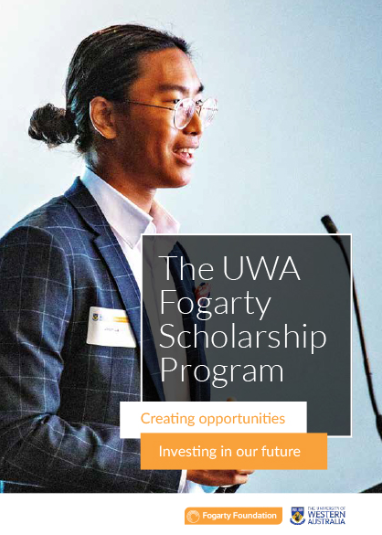 The UWA
Fogarty
Scholarship
Program
Creating opportunities
Investing in our future
Fogarty Foundation
THE UNIVERSITY OF
WESTERN
AUSTRALIA